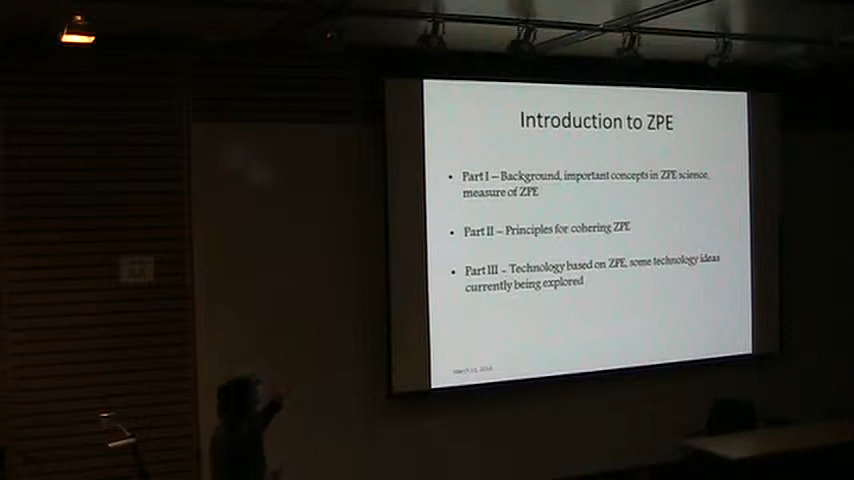 Introduction to ZPE
• Part I – Background, important concepts in ZPE science,
measure of ZPE
• Part II – Principles for cohering ZPE
• Part III – Technology based on ZPE, some technology ideas
currently being explored